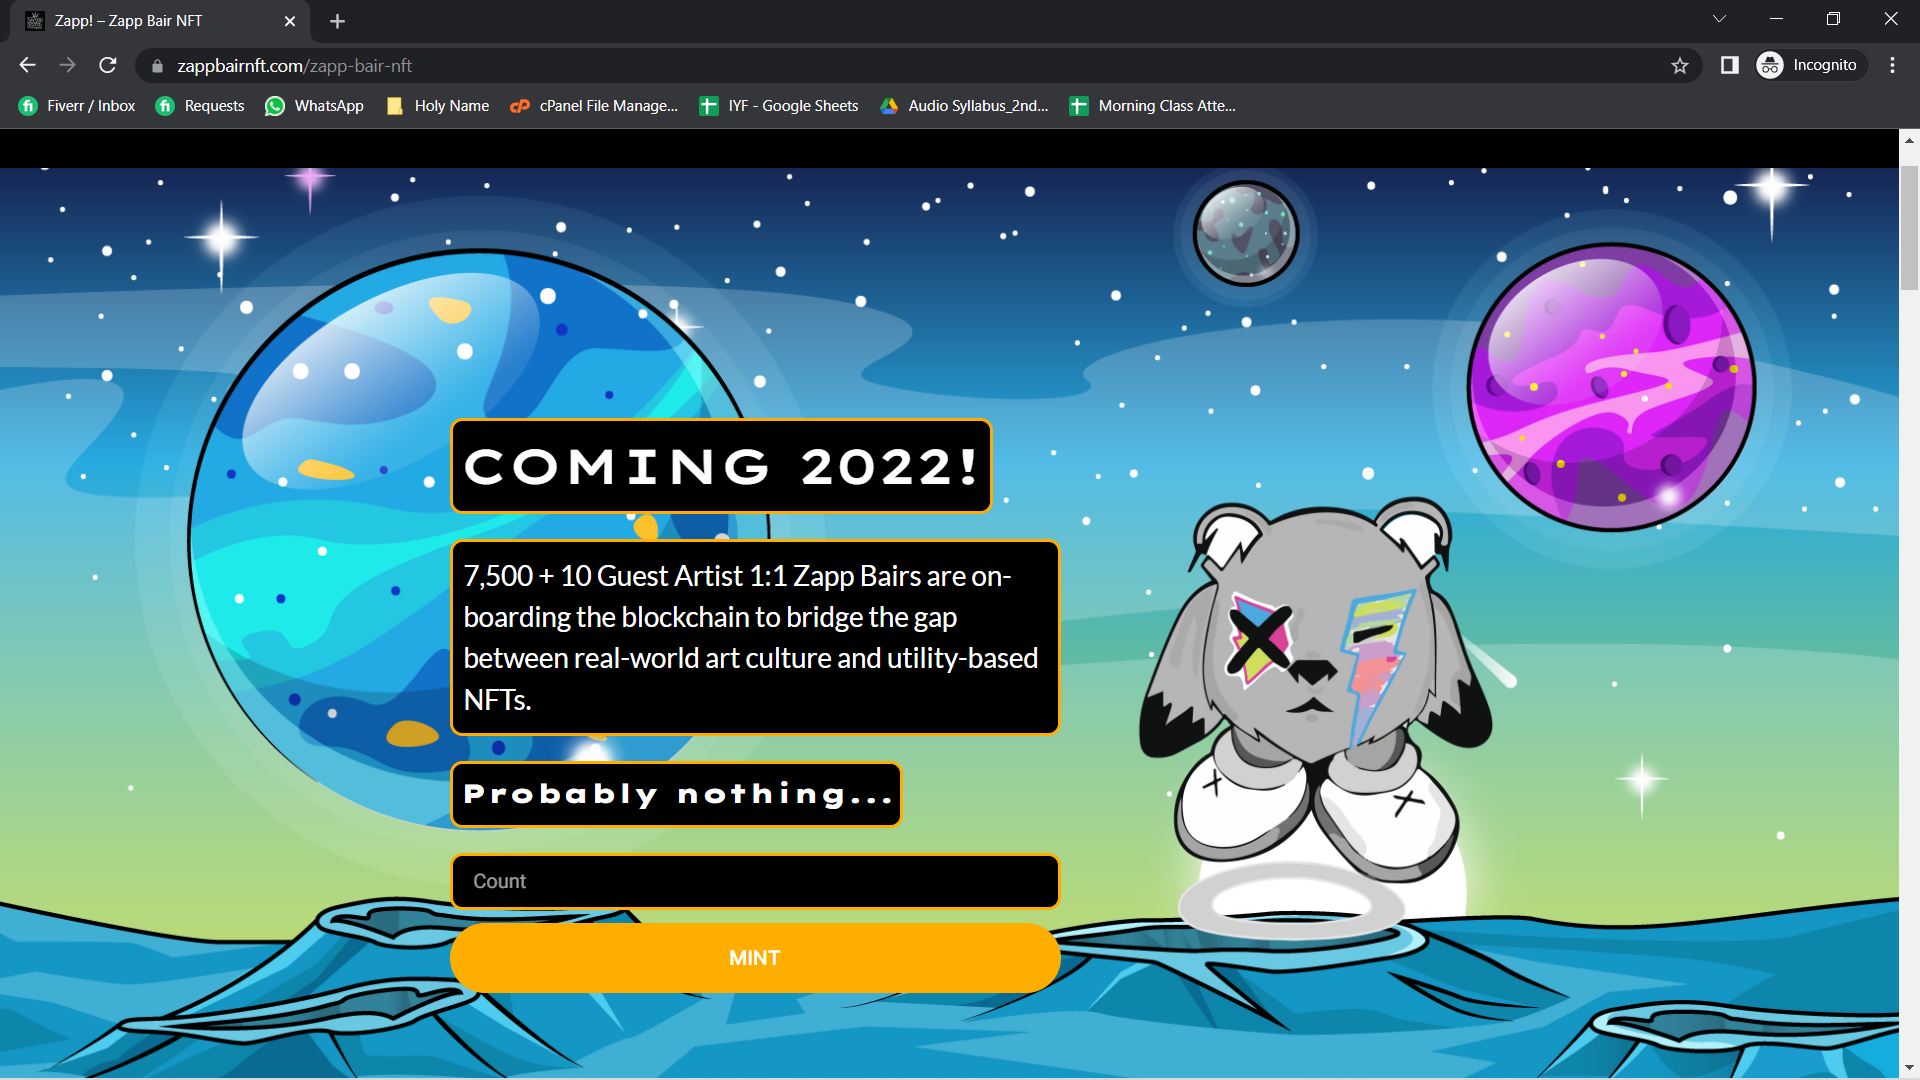 Zapp! – Zapp Bair NFT
zappbairnft.com/zapp-bair-nft
Incognito
Fiverr / Inbox
Requests
WhatsApp
Holy Name
cPanel File Manage...
IYF - Google Sheets
Audio Syllabus_2nd...
Morning Class Atte...
COMING 2022!
7,500 + 10 Guest Artist 1:1 Zapp Bairs are on-
boarding the blockchain to bridge the gap
between real-world art culture and utility-based
NFTs.
Probably nothing...
Count
MINT